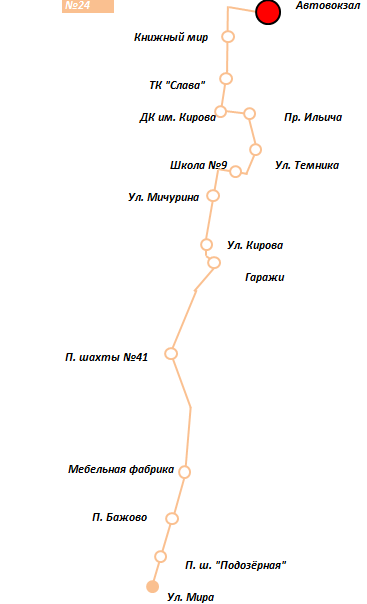 №24
Автовокзал
Книжный мир
ТК "Слава"
ДК им. Кирова
Пр. Ильича
Школа №9
Ул. Темника
Ул. Мичурина
Ул. Кирова
Гаражи
П. шахты №41
Мебельная фабрика
П. Бажово
П. ш. "Подозёрная"
Ул. Мира